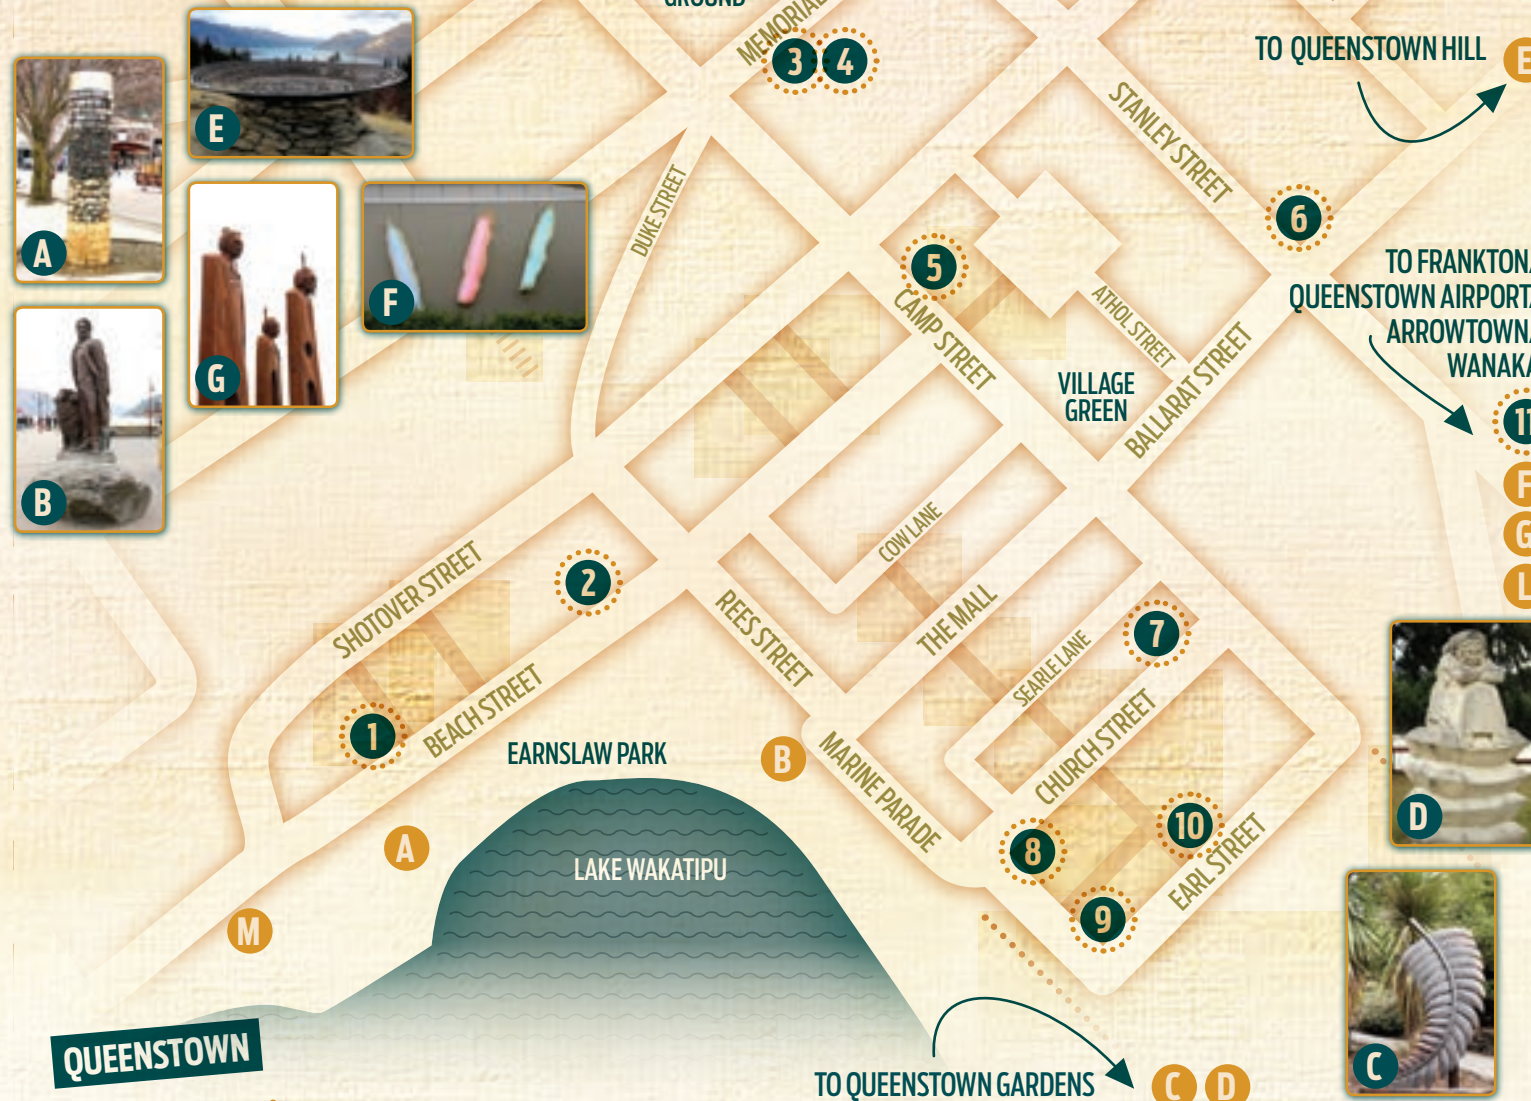 GROUND
MEMORIAL
3
4
TO QUEENSTOWN HILL
E
A
E
B
G
F
DUKE STREET
STANLEY STREET
6
5
CAMP STREET
ATHOL STREET
VILLAGE
GREEN
BALLARAT STREET
TO FRANKTON
QUEENSTOWN AIRPORT
ARROWTOWN
WANAKA
11
F
G
L
SHOTOVER STREET
2
COW LANE
REES STREET
THE MALL
7
SEARLE LANE
1
BEACH STREET
EARNSLAW PARK
B
MARINE PARADE
CHURCH STREET
A
LAKE WAKATIPU
8
10
EARL STREET
9
D
M
C
QUEENSTOWN
TO QUEENSTOWN GARDENS
C
D